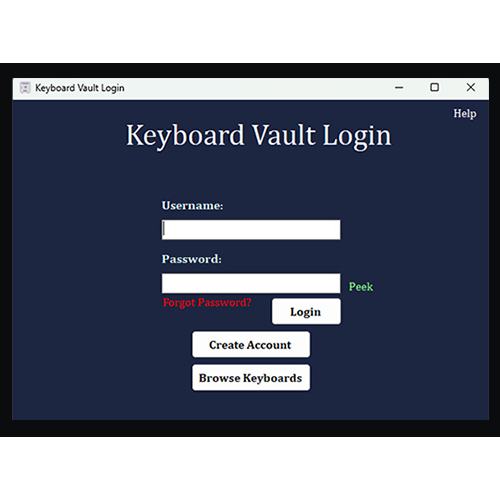 Keyboard Vault Login
Help
Keyboard Vault Login
Username:
Password:
Peek
Forgot Password?
Login
Create Account
Browse Keyboards